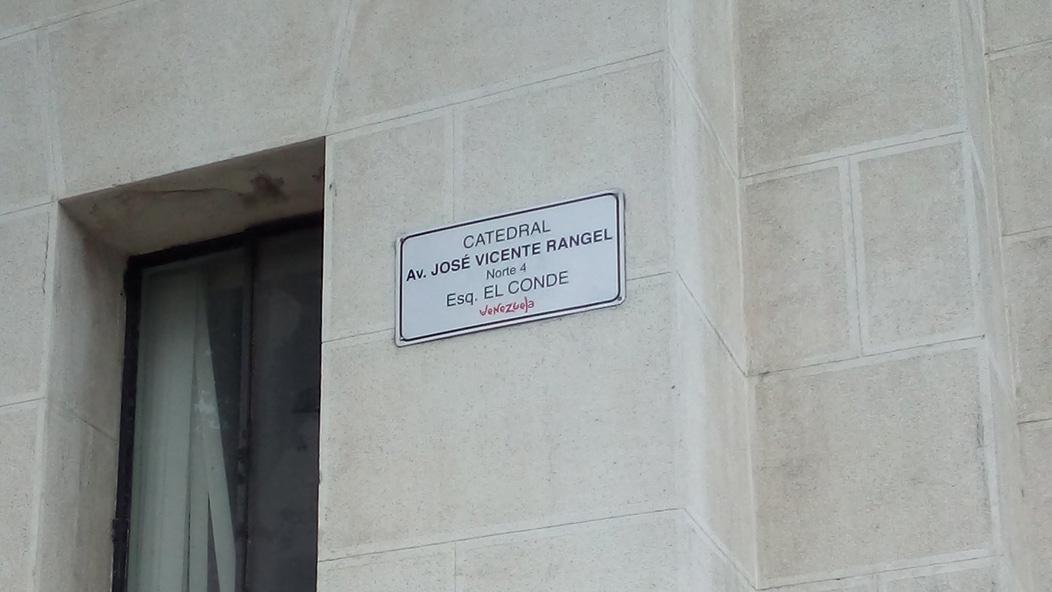 CATEDRAL
Av. JOSÉ VICENTE RANGEL
Norte 4
Esq. EL CONDE
venezuela